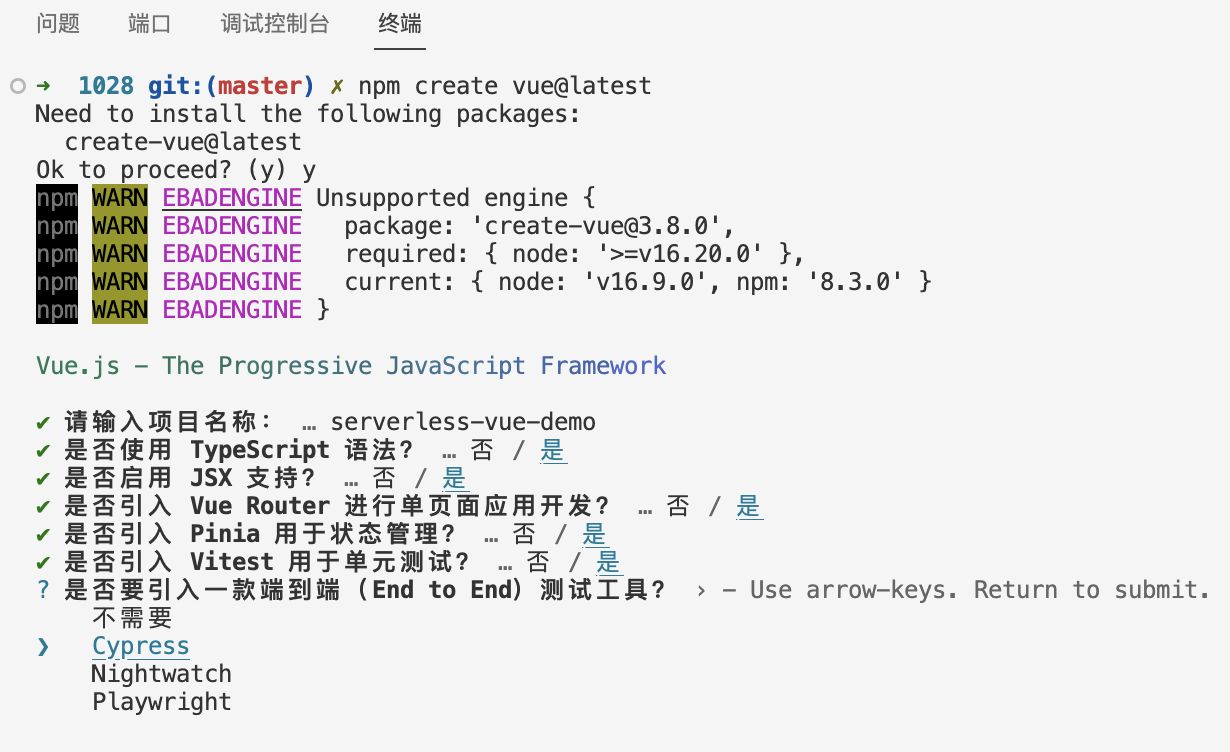 问题 端口 调试控制台 终端
➜ 1028 git:(master) ✗ npm create vue@latest
Need to install the following packages:
create-vue@latest
Ok to proceed? (y) y
npm WARN EBADENGINE Unsupported engine {
npm WARN EBADENGINE package: 'create-vue@3.8.0',
npm WARN EBADENGINE required: { node: '>=v16.20.0' },
npm WARN EBADENGINE current: { node: 'v16.9.0', npm: '8.3.0' }
npm WARN EBADENGINE }
Vue.js - The Progressive JavaScript Framework
✔ 请输入项目名称： … serverless-vue-demo
✔ 是否使用 TypeScript 语法？ … 否 / 是
✔ 是否启用 JSX 支持？ … 否 / 是
✔ 是否引入 Vue Router 进行单页面应用开发？ … 否 / 是
✔ 是否引入 Pinia 用于状态管理？ … 否 / 是
✔ 是否引入 Vitest 用于单元测试？ … 否 / 是
? 是否要引入一款端到端（End to End）测试工具？ › - Use arrow-keys. Return to submit.
不需要
❯ Cypress
Nightwatch
Playwright